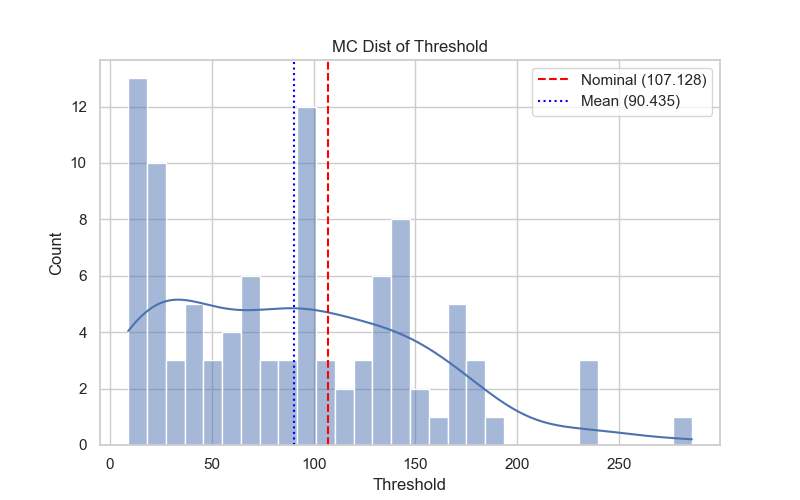 MC Dist of Threshold
Nominal (107.128)
Mean (90.435)
Count
12
10
8
6
4
2
0
0 50 100 150 200 250
Threshold